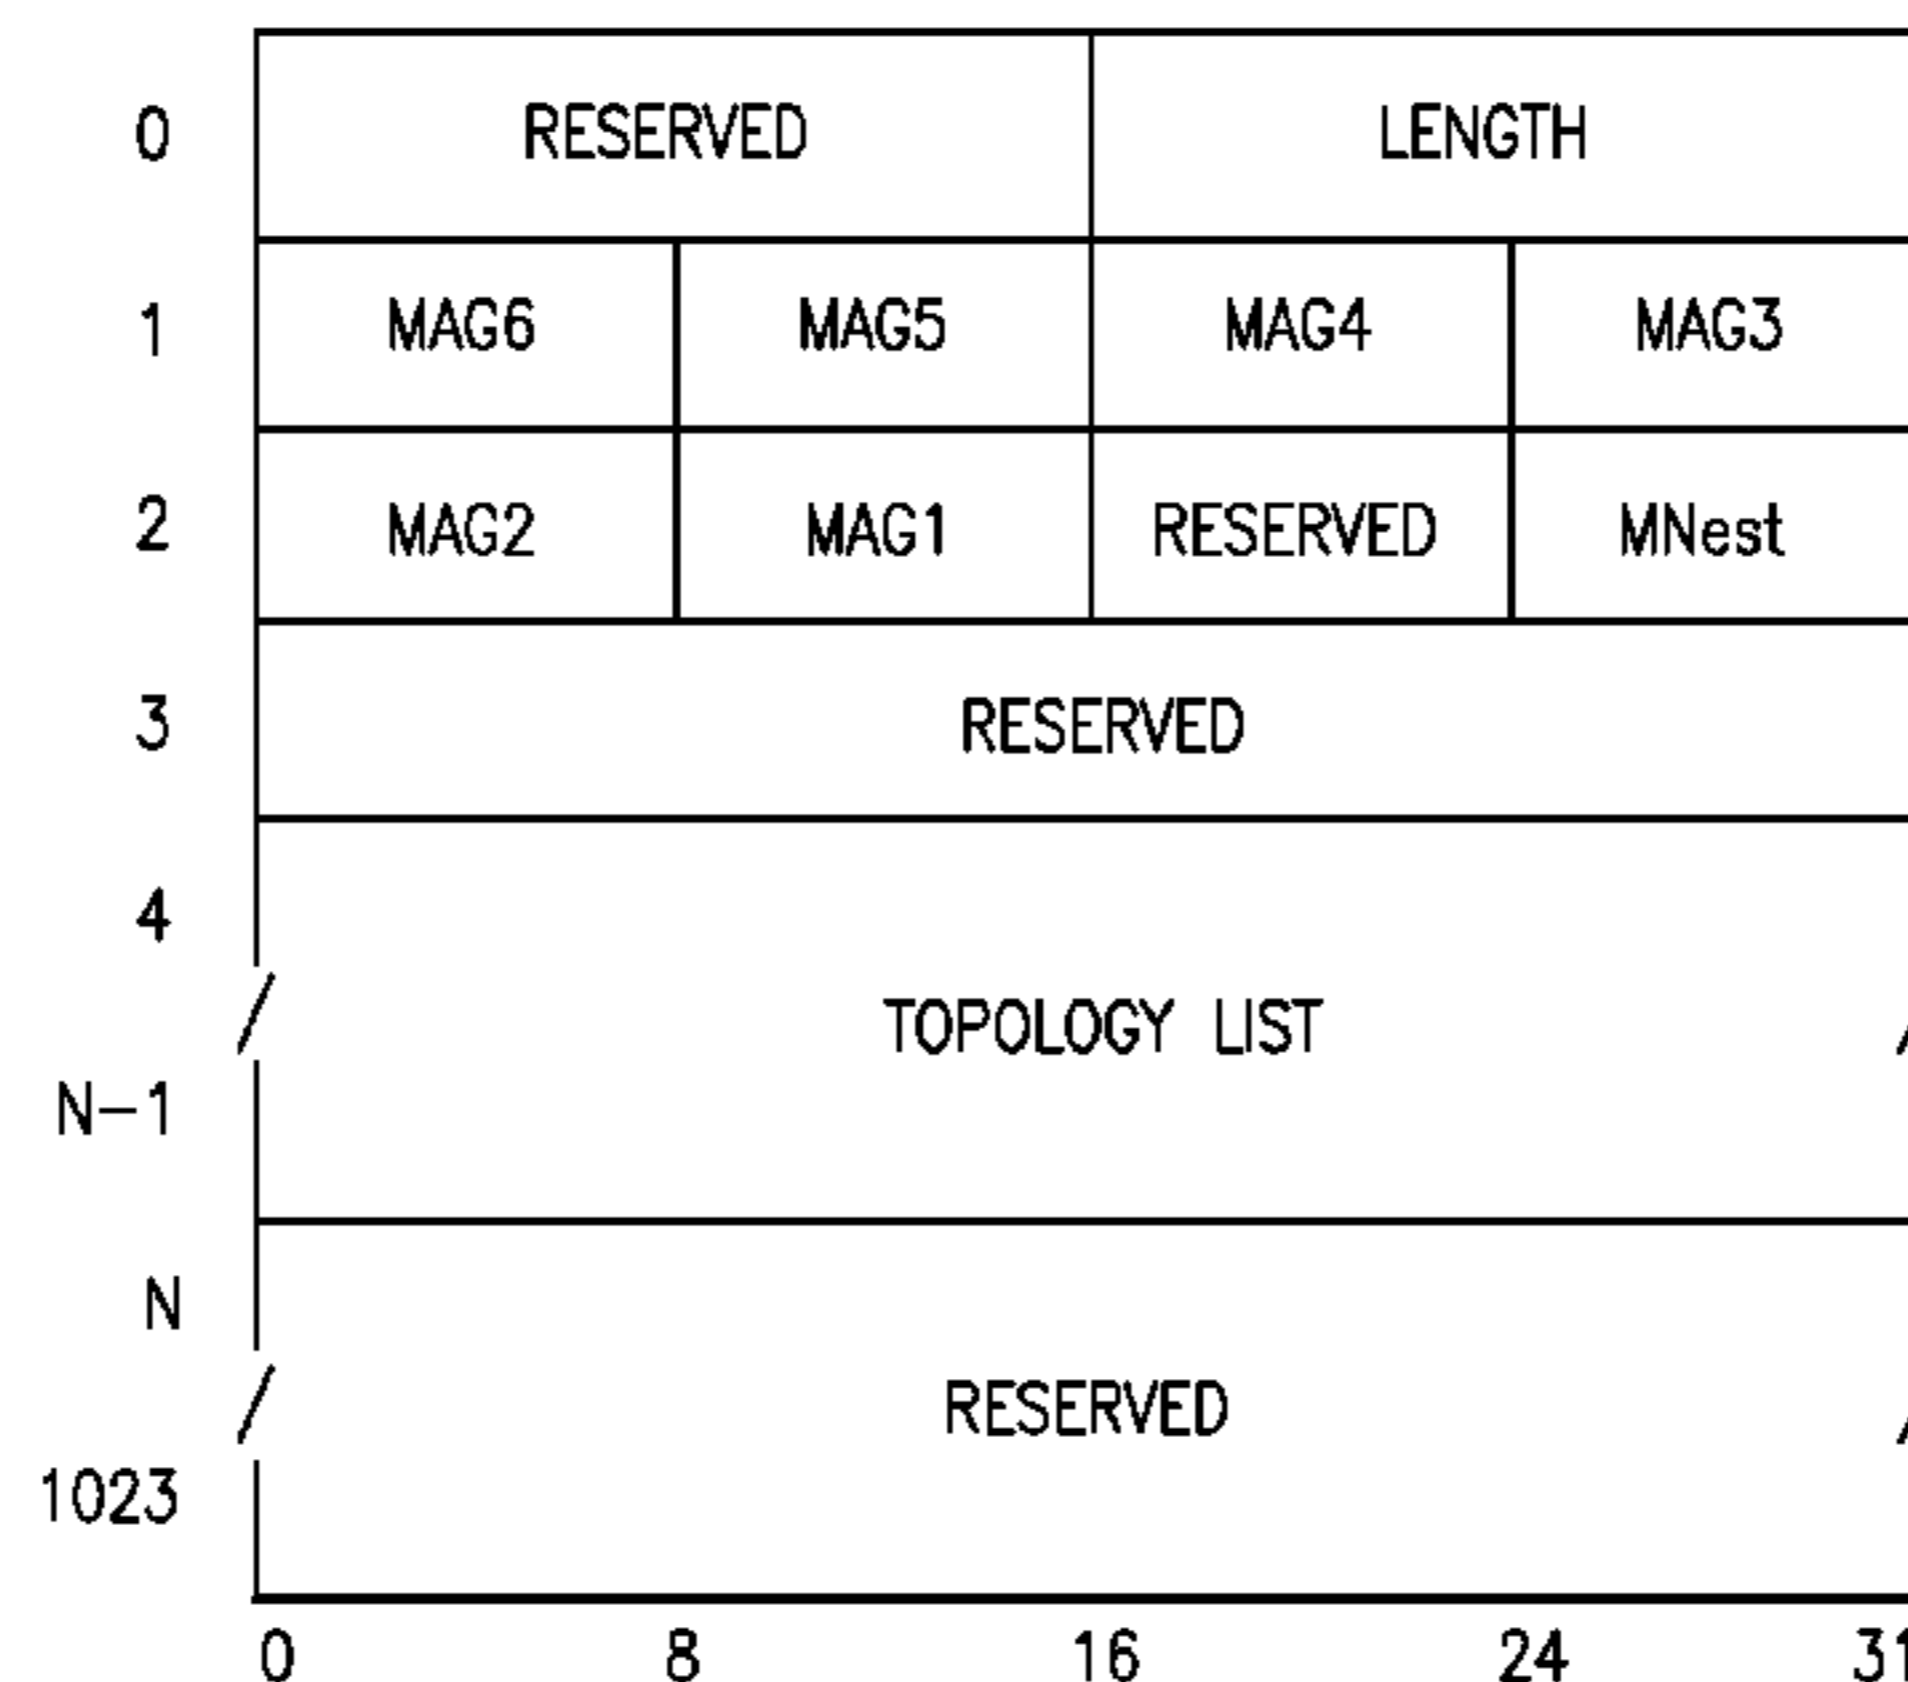 0 RESERVED LENGTH
1 MAG6 MAG5 MAG4 MAG3
2 MAG2 MAG1 RESERVED MNest
3 RESERVED
4
TOPOLOGY LIST
N-1
N
RESERVED
1023
0 8 16 24 31